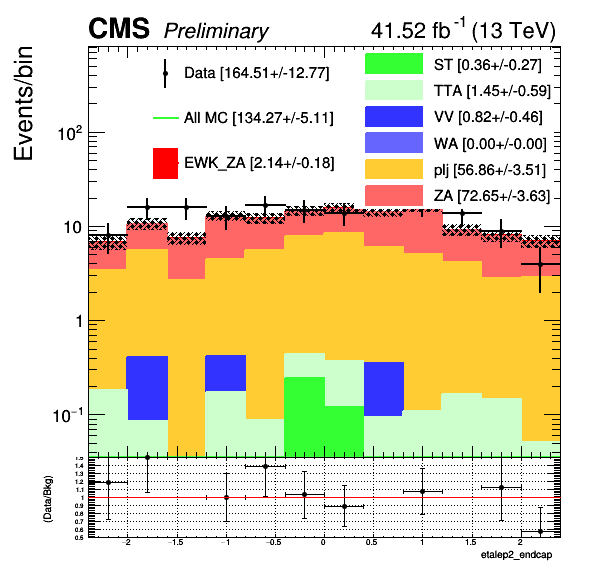 CMS Preliminary 41.52 fb⁻¹ (13 TeV)
Events/bin
Data [164.51+/-12.77]
All MC [134.27+/-5.11]
EWK_ZA [2.14+/-0.18]
ST [0.36+/-0.27]
TTA [1.45+/-0.59]
VV [0.82+/-0.46]
WA [0.00+/-0.00]
plj [56.86+/-3.51]
ZA [72.65+/-3.63]
10²
10
1
10⁻¹
(Data/Bkg)
1.5
1.4
1.3
1.2
1.1
1
0.9
0.8
0.7
0.6
0.5
−2 −1.5 −1 −0.5 0 0.5 1 1.5 2
etalep2_endcap